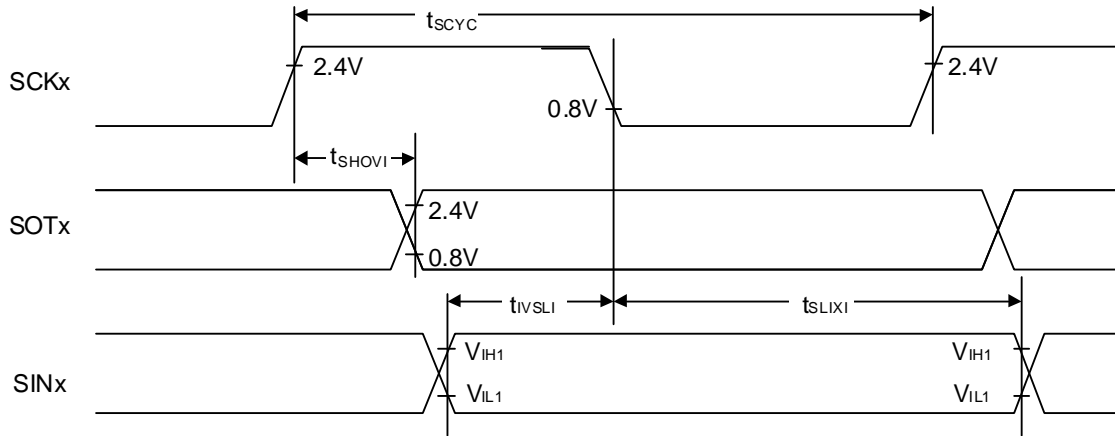 tSCYC
SCKx
2.4V
2.4V
0.8V
tSHOVI
SOTx
2.4V
0.8V
tIVSLI
tSLIXI
SINx
VIH1
VIH1
VIL1
VIL1